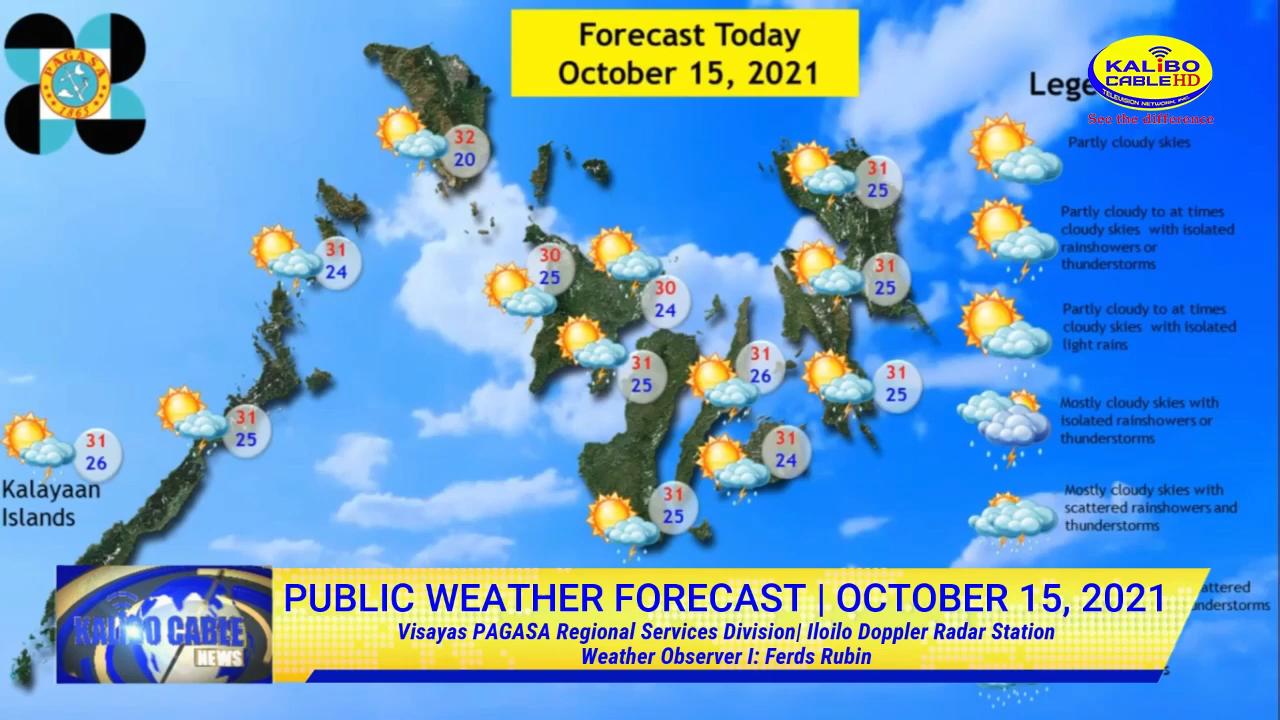 PAGASA
1865
Forecast Today
October 15, 2021
KALiBO
CABLE HD
TELEVISION NETWORK, INC.
See the difference
Lege
Partly cloudy skies
Partly cloudy to at times
cloudy skies with isolated
rainshowers or
thunderstorms
Partly cloudy to at times
cloudy skies with isolated
light rains
Mostly cloudy skies with
isolated rainshowers or
thunderstorms
Mostly cloudy skies with
scattered rainshowers and
thunderstorms
attered
understorms
32
20
31
25
31
24
30
25
30
24
31
25
31
25
31
26
31
25
31
25
31
26
31
24
31
25
Kalayaan
Islands
KALIBO CABLE
NEWS
PUBLIC WEATHER FORECAST | OCTOBER 15, 2021
Visayas PAGASA Regional Services Division| Iloilo Doppler Radar Station
Weather Observer I: Ferds Rubin